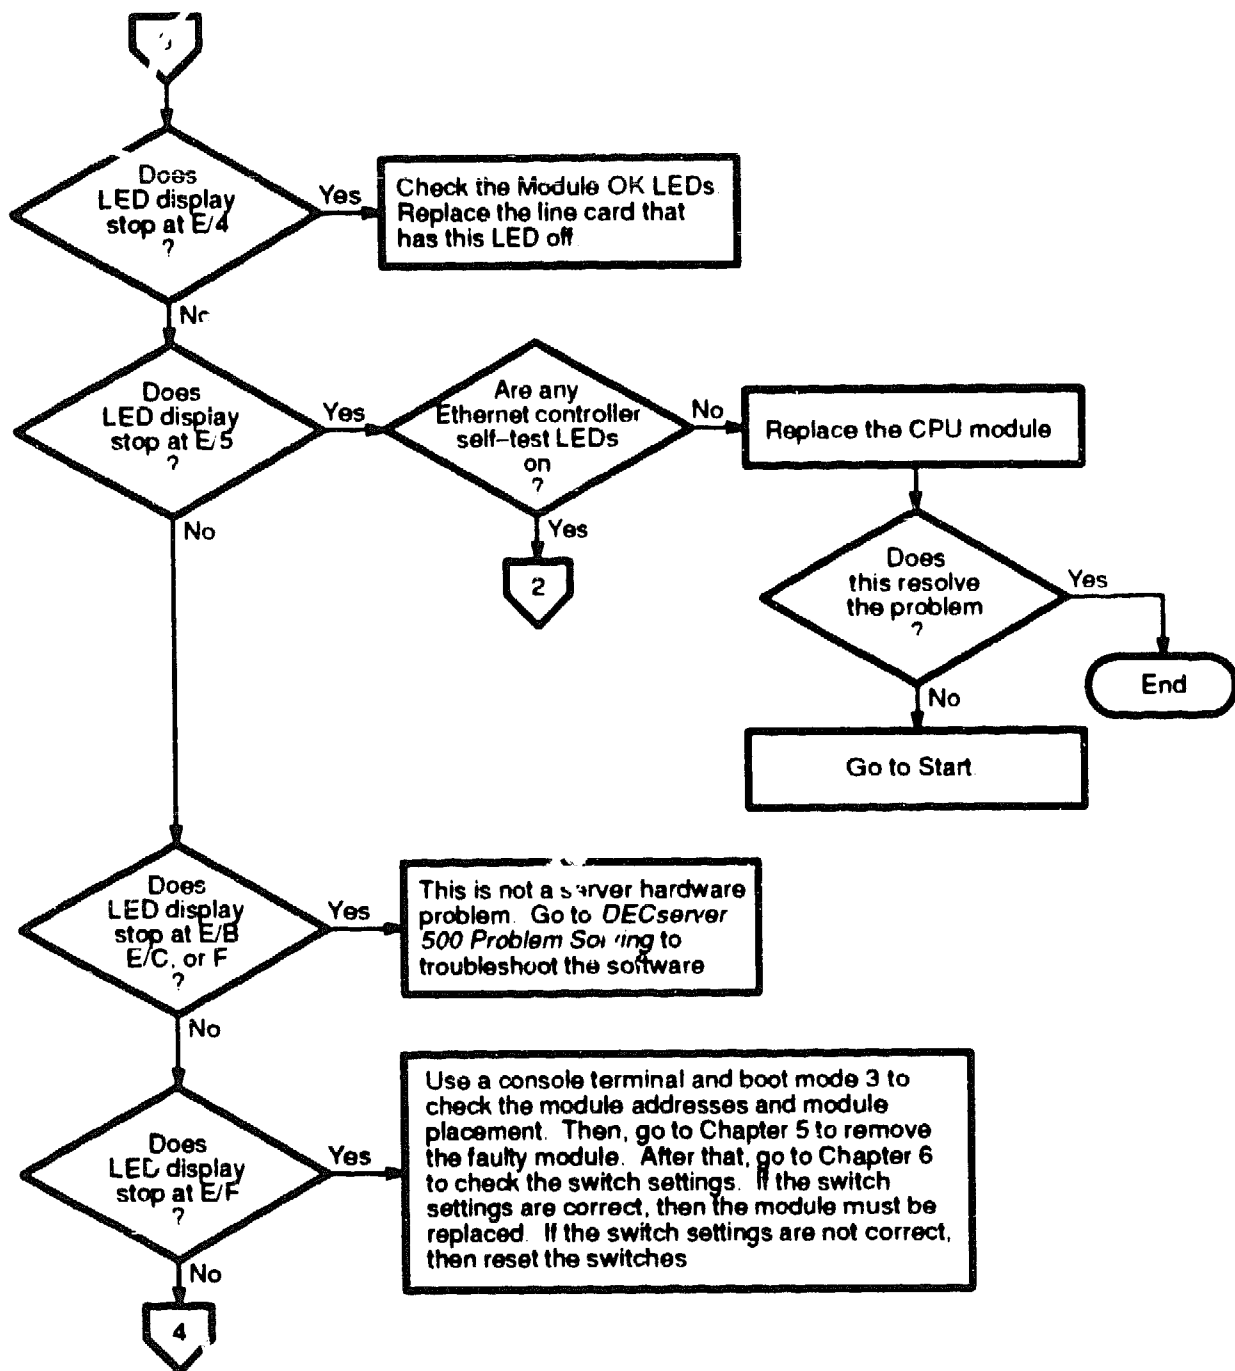 Does
LED display
stop at E/4
?
Yes
Check the Module OK LEDs
Replace the line card that
has this LED off
No
Does
LED display
stop at E/5
?
Yes
Are any
Ethernet controller
self-test LEDs
on
?
No
Replace the CPU module
No
Yes
2
Does
this resolve
the problem
?
Yes
End
No
Go to Start
Does
LED display
stop at E/B
E/C, or F
?
Yes
This is not a server hardware
problem. Go to DECserver
500 Problem Solving to
troubleshoot the software
No
Does
LED display
stop at E/F
?
Yes
Use a console terminal and boot mode 3 to
check the module addresses and module
placement. Then, go to Chapter 5 to remove
the faulty module. After that, go to Chapter 6
to check the switch settings. If the switch
settings are correct, then the module must be
replaced. If the switch settings are not correct,
then reset the switches
No
4